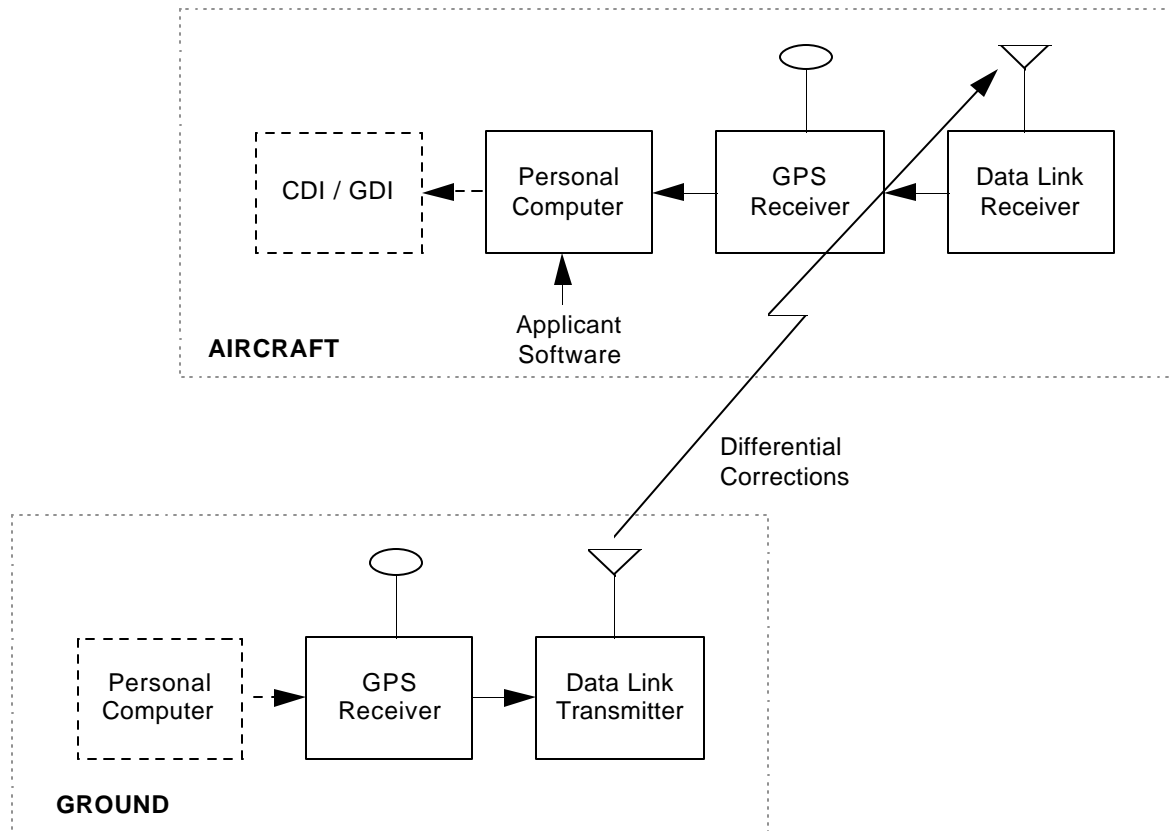 CDI / GDI
Personal
Computer
GPS
Receiver
Data Link
Receiver
Applicant
Software
AIRCRAFT
Differential
Corrections
Personal
Computer
GPS
Receiver
Data Link
Transmitter
GROUND